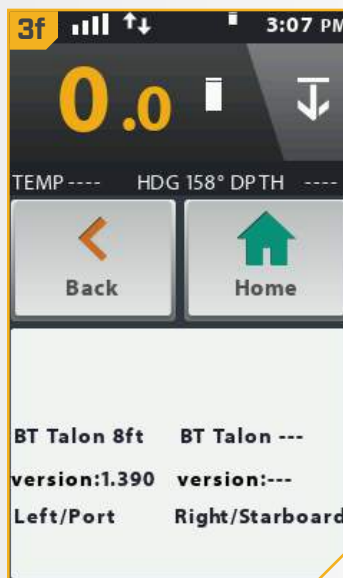 3f 3:07 PM
0.0
TEMP ---- HDG 158° DPTH ----
Back Home
BT Talon 8ft BT Talon ---
version:1.390 version:---
Left/Port Right/Starboard